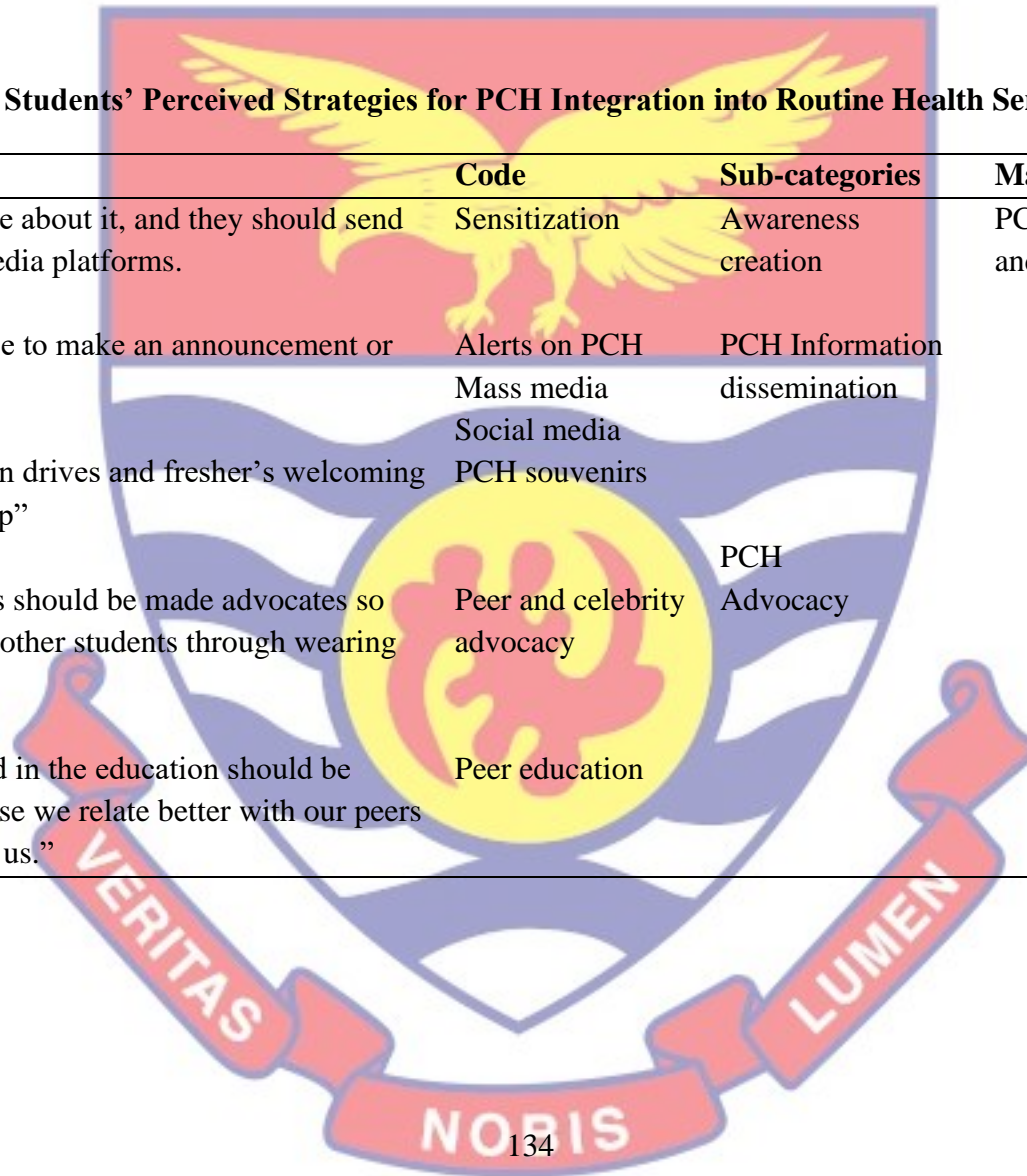 Students’ Perceived Strategies for PCH Integration into Routine Health Ser
Code Sub-categories Ma
e about it, and they should send Sensitization Awareness PC
edia platforms. creation and
e to make an announcement or Alerts on PCH PCH Information
Mass media dissemination
Social media
n drives and fresher’s welcoming PCH souvenirs
p”
PCH
s should be made advocates so Peer and celebrity Advocacy
other students through wearing advocacy
d in the education should be Peer education
se we relate better with our peers
us.”
VERITAS
NOBIS
LUMEN
134